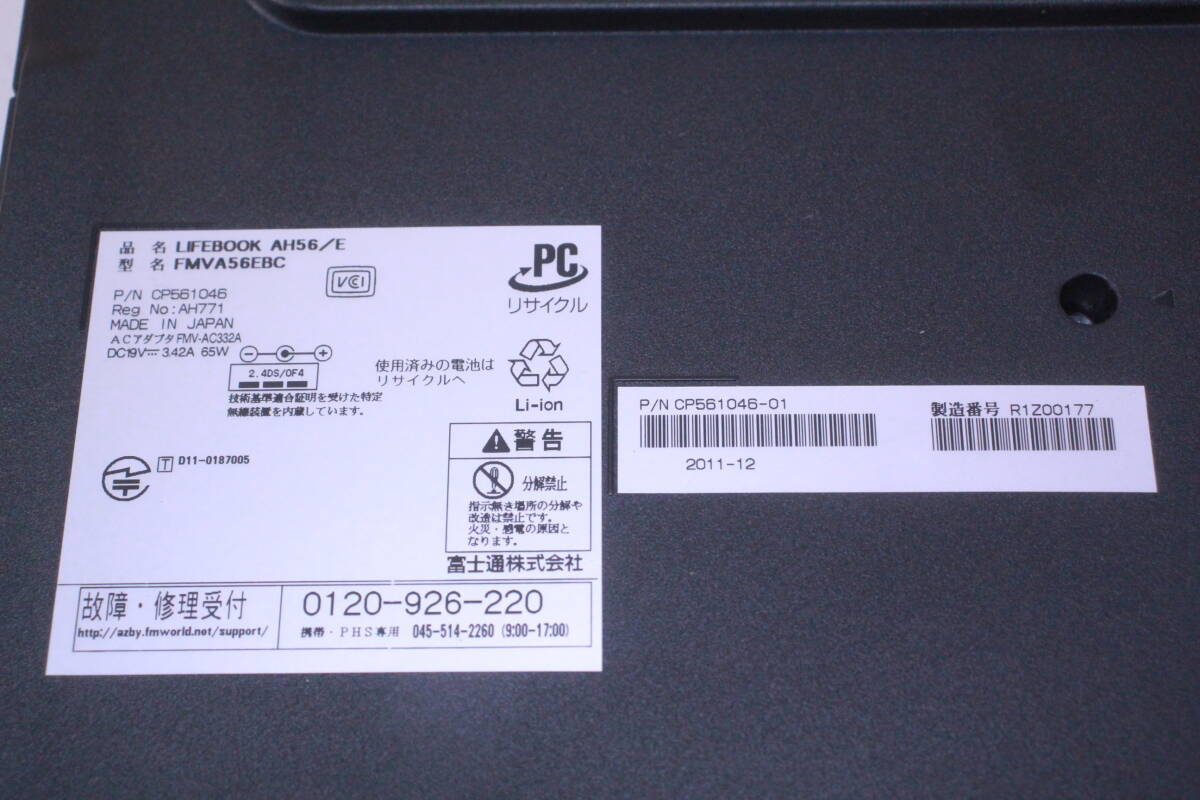 品 名 LIFEBOOK AH56/E
型 名 FMVA56EBC
VCCI
P/N CP561046
Reg No:AH771
MADE IN JAPAN
ACアダプタ FMV-AC332A
DC19V 3.42A 65W
2.4DS/OF4
技術基準適合証明を受けた特定
無線装置を内蔵しています。
PC
リサイクル
使用済みの電池は
リサイクルへ
Li-ion
T D11-0187005
警告
分解禁止
指示無き場所の分解や
改造は禁止です。
火災・感電の原因と
なります。
富士通株式会社
故障・修理受付
http://azby.fmworld.net/support/
0120-926-220
携帯・PHS専用 045-514-2260 (9:00-17:00)
P/N CP561046-01
2011-12
製造番号 R1Z00177